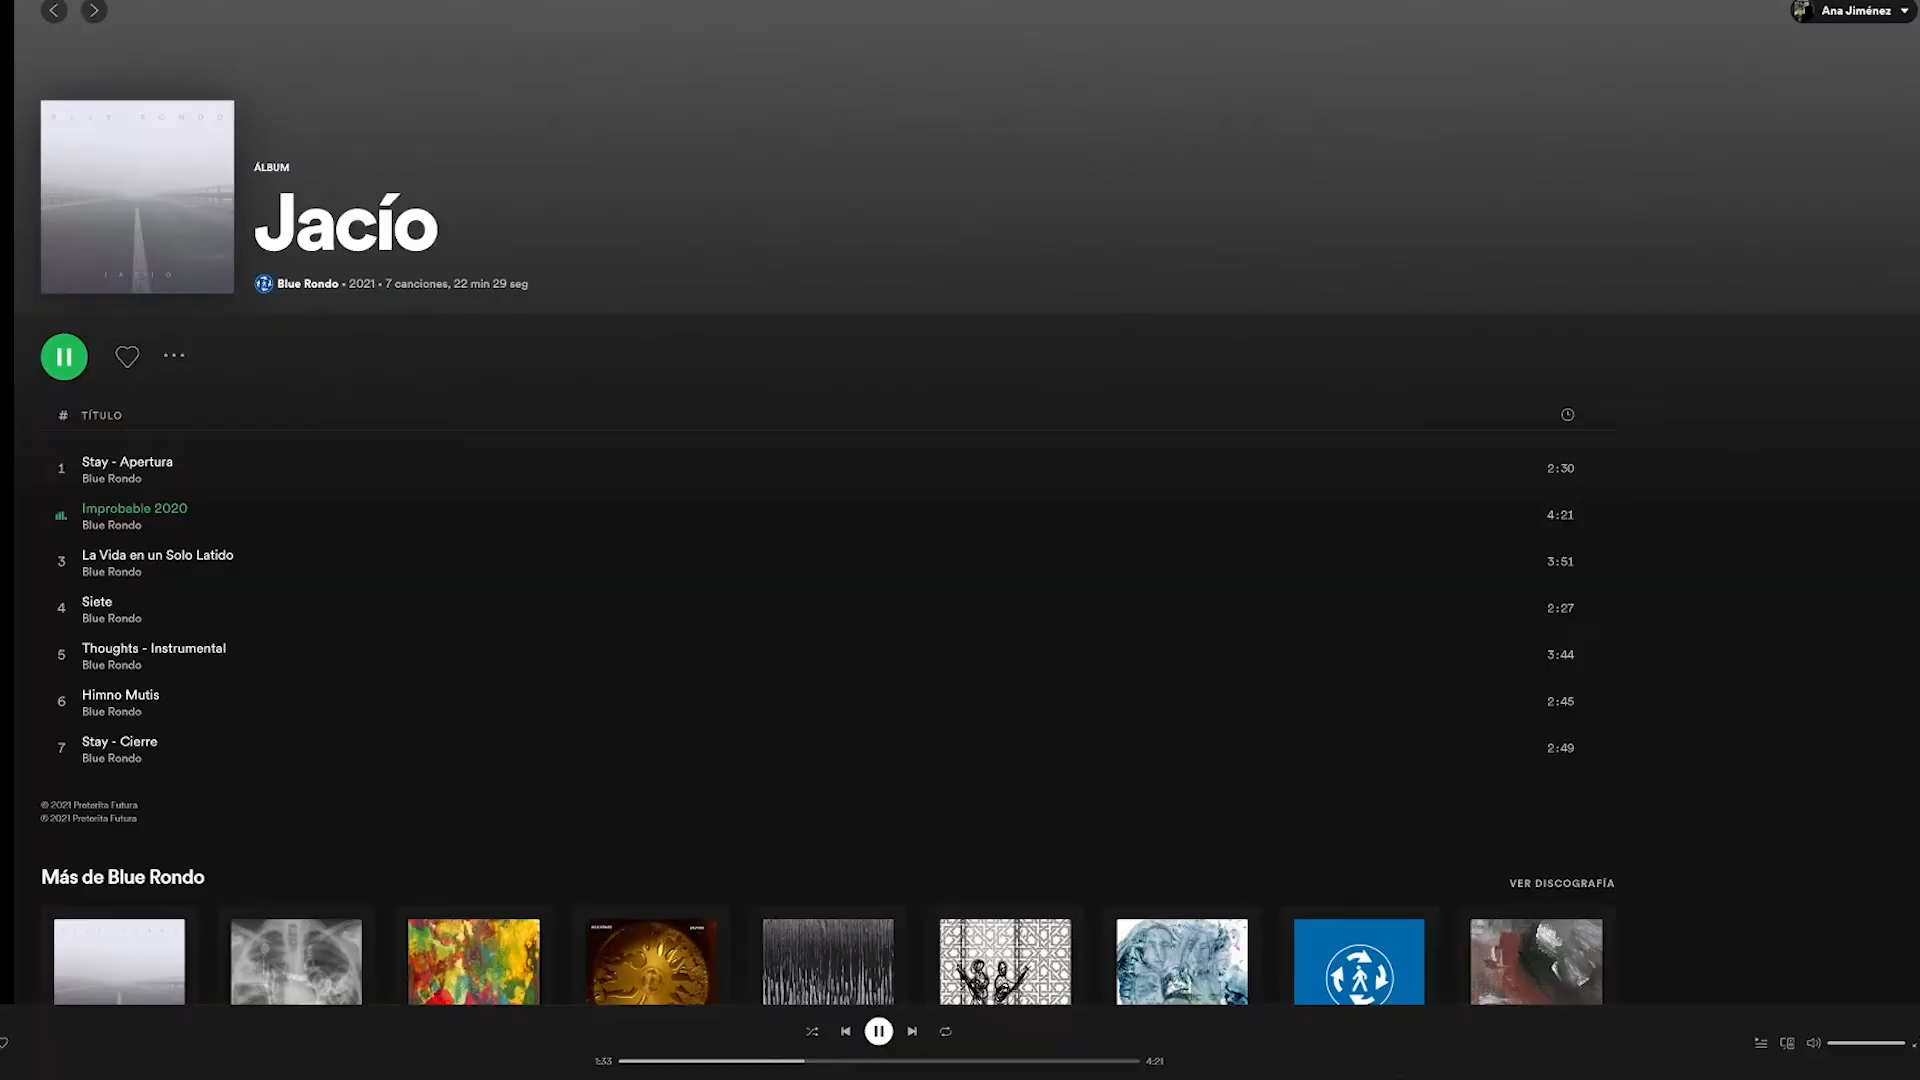 Ana Jiménez
BLUE RONDO
JACIO
ÁLBUM
Jacío
Blue Rondo • 2021 • 7 canciones, 22 min 29 seg
# TÍTULO
1 Stay - Apertura 2:30
Blue Rondo
Improbable 2020 4:21
Blue Rondo
3 La Vida en un Solo Latido 3:51
Blue Rondo
4 Siete 2:27
Blue Rondo
5 Thoughts - Instrumental 3:44
Blue Rondo
6 Himno Mutis 2:45
Blue Rondo
7 Stay - Cierre 2:49
Blue Rondo
© 2021 Preterita Futura
℗ 2021 Preterita Futura
Más de Blue Rondo VER DISCOGRAFÍA
1:33 4:21